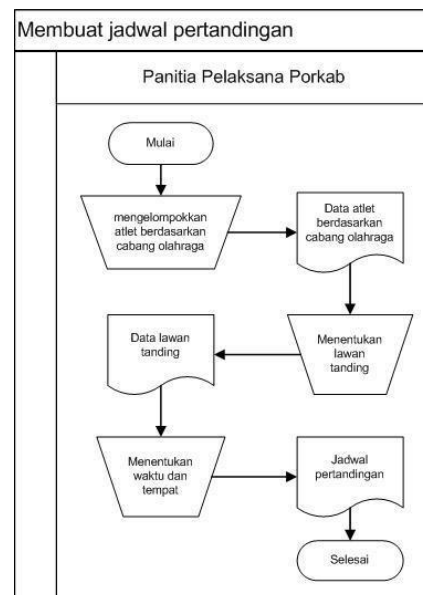 Membuat jadwal pertandingan
Panitia Pelaksana Porkab
Mulai
mengelompokkan
atlet berdasarkan
cabang olahraga
Data atlet
berdasarkan
cabang olahraga
Menentukan
lawan
tanding
Data lawan
tanding
Menentukan
waktu dan
tempat
Jadwal
pertandingan
Selesai